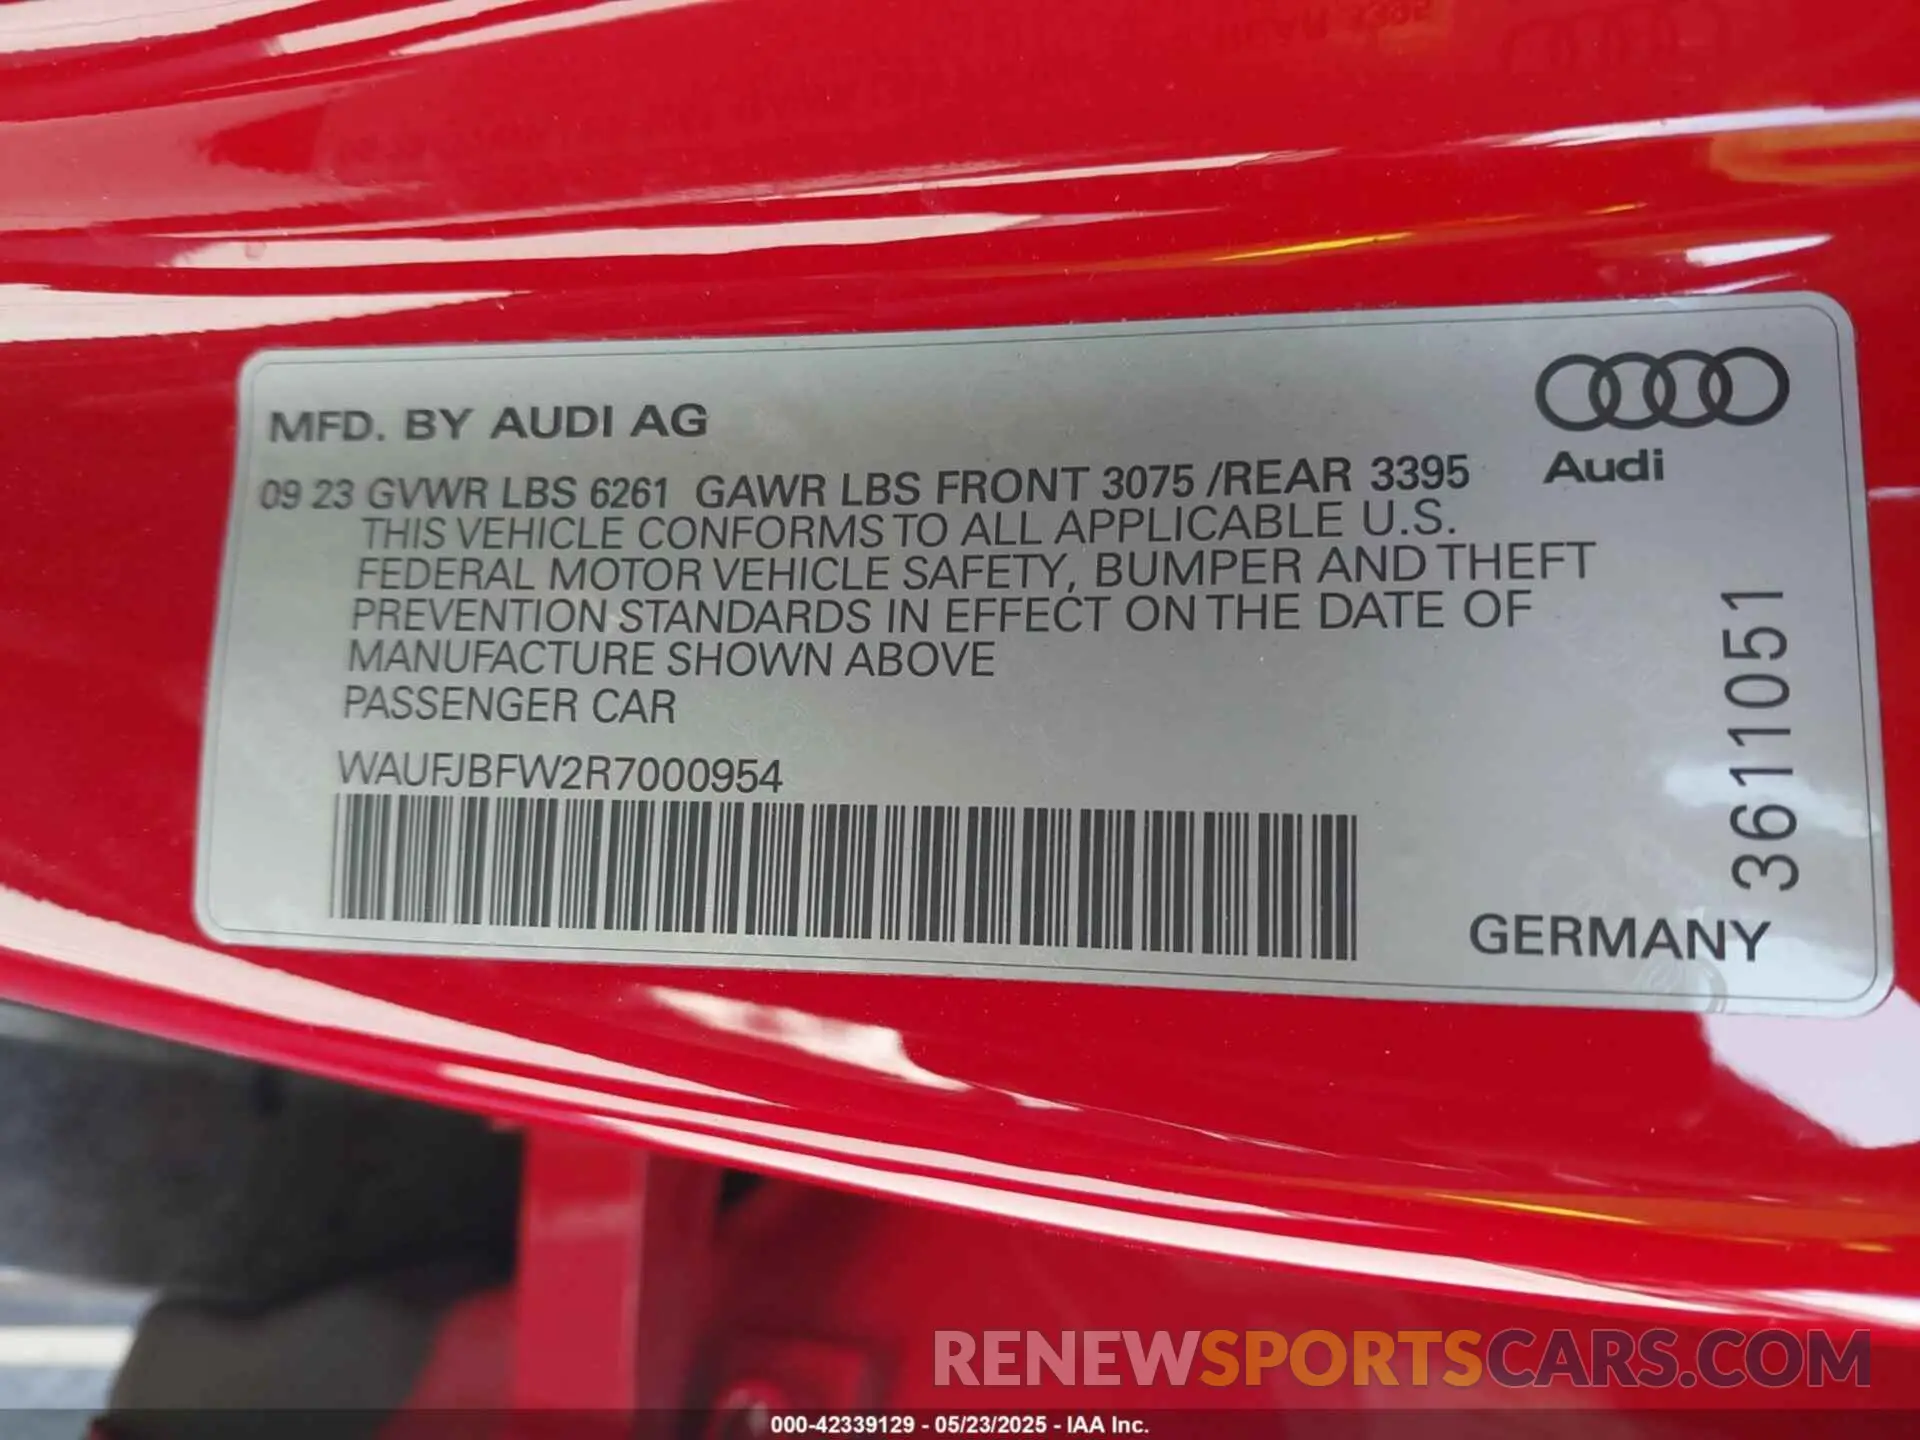 MFD. BY AUDI AG
Audi
09 23 GVWR LBS 6261 GAWR LBS FRONT 3075 /REAR 3395
THIS VEHICLE CONFORMS TO ALL APPLICABLE U.S.
FEDERAL MOTOR VEHICLE SAFETY, BUMPER AND THEFT
PREVENTION STANDARDS IN EFFECT ON THE DATE OF
MANUFACTURE SHOWN ABOVE
PASSENGER CAR
WAUFJBFW2R7000954
3611051
GERMANY
RENEWSPORTSCARS.COM
000-42339129 - 05/23/2025 - IAA Inc.